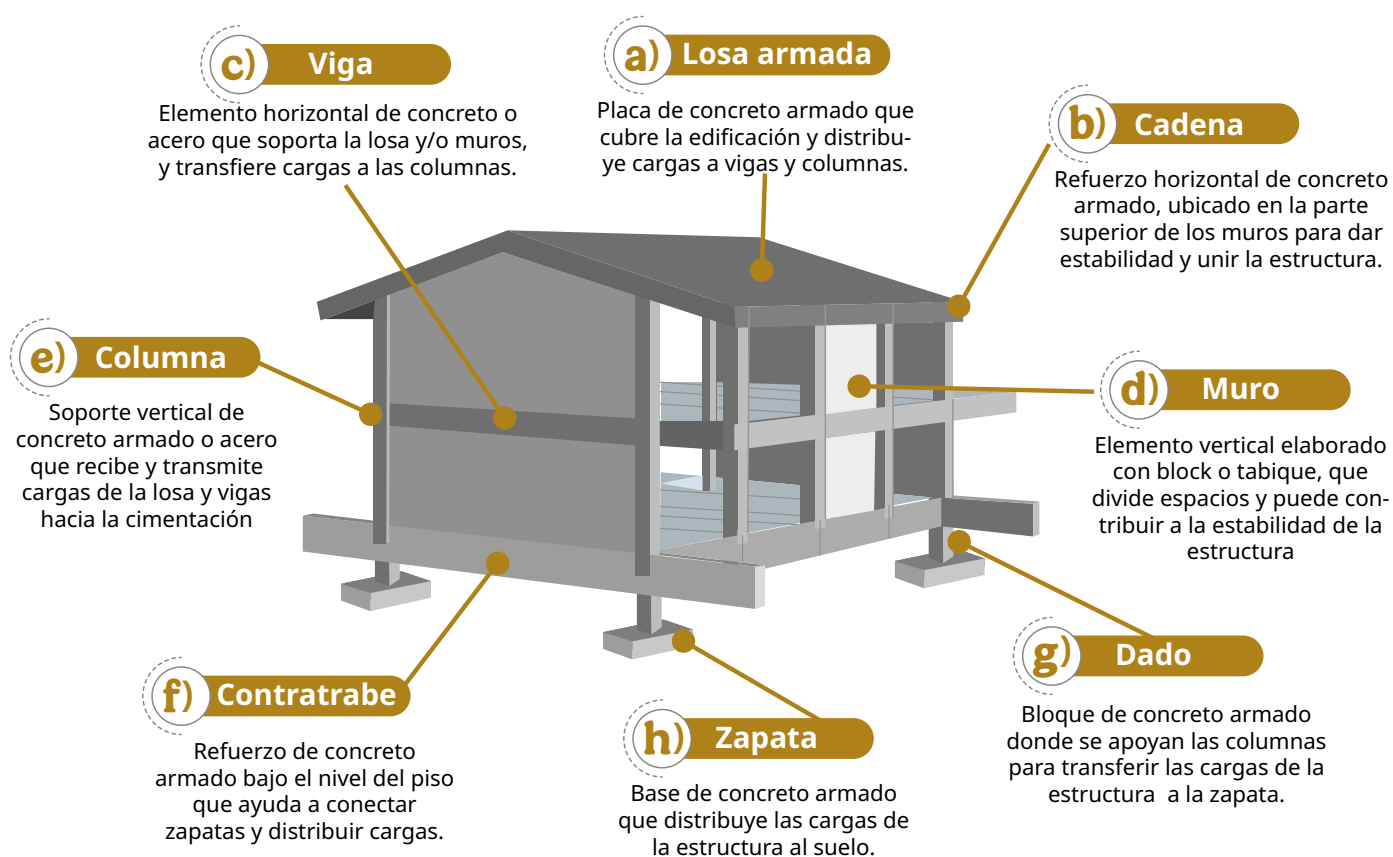 c) Viga
Elemento horizontal de concreto o
acero que soporta la losa y/o muros,
y transfiere cargas a las columnas.
a) Losa armada
Placa de concreto armado que
cubre la edificación y distribu-
ye cargas a vigas y columnas.
b) Cadena
Refuerzo horizontal de concreto
armado, ubicado en la parte
superior de los muros para dar
estabilidad y unir la estructura.
e) Columna
Soporte vertical de
concreto armado o acero
que recibe y transmite
cargas de la losa y vigas
hacia la cimentación
d) Muro
Elemento vertical elaborado
con block o tabique, que
divide espacios y puede con-
tribuir a la estabilidad de la
estructura
f) Contratrabe
Refuerzo de concreto
armado bajo el nivel del piso
que ayuda a conectar
zapatas y distribuir cargas.
h) Zapata
Base de concreto armado
que distribuye las cargas de
la estructura al suelo.
g) Dado
Bloque de concreto armado
donde se apoyan las columnas
para transferir las cargas de la
estructura  a la zapata.